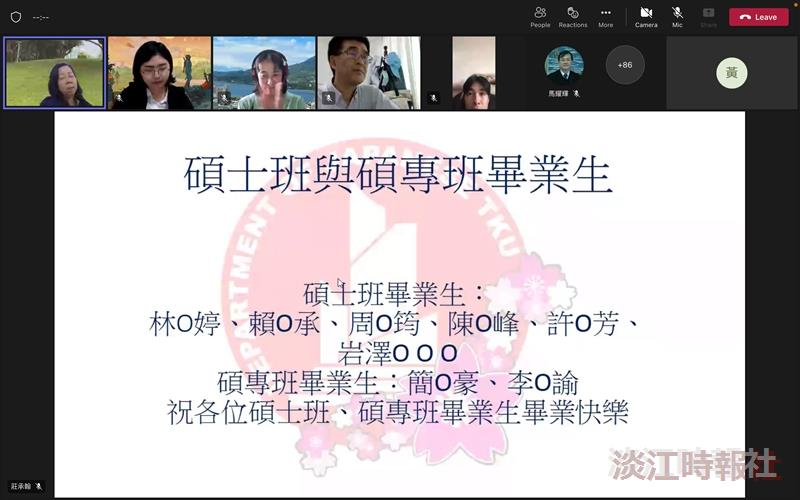 --:--
People
Reactions
More
Camera
Mic
Share
Leave
馬耀輝
+86
黃
碩士班與碩專班畢業生
DEPARTMENT OF JAPANESE TKU
碩士班畢業生：
林O婷、賴O承、周O筠、陳O峰、許O芳、
岩澤O O O
碩專班畢業生：簡O豪、李O諭
祝各位碩士班、碩專班畢業生畢業快樂
莊承翰
淡江時報社